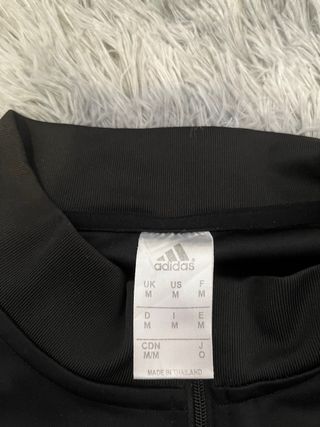 adidas
UK US F
M M M
D I E
M M M
CDN J
M/M O
MADE IN THAILAND